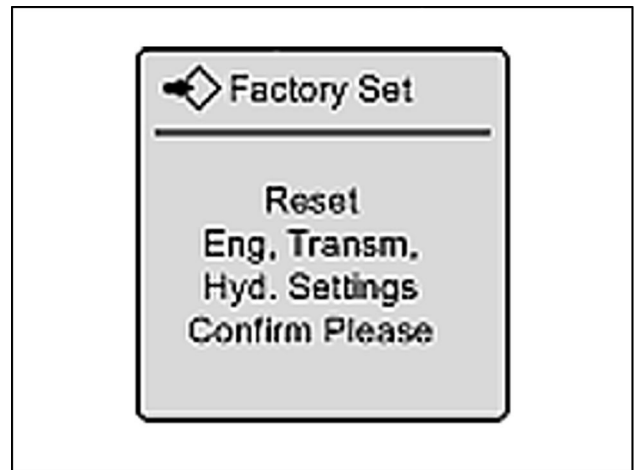 Factory Set
Reset
Eng, Transm,
Hyd. Settings
Confirm Please